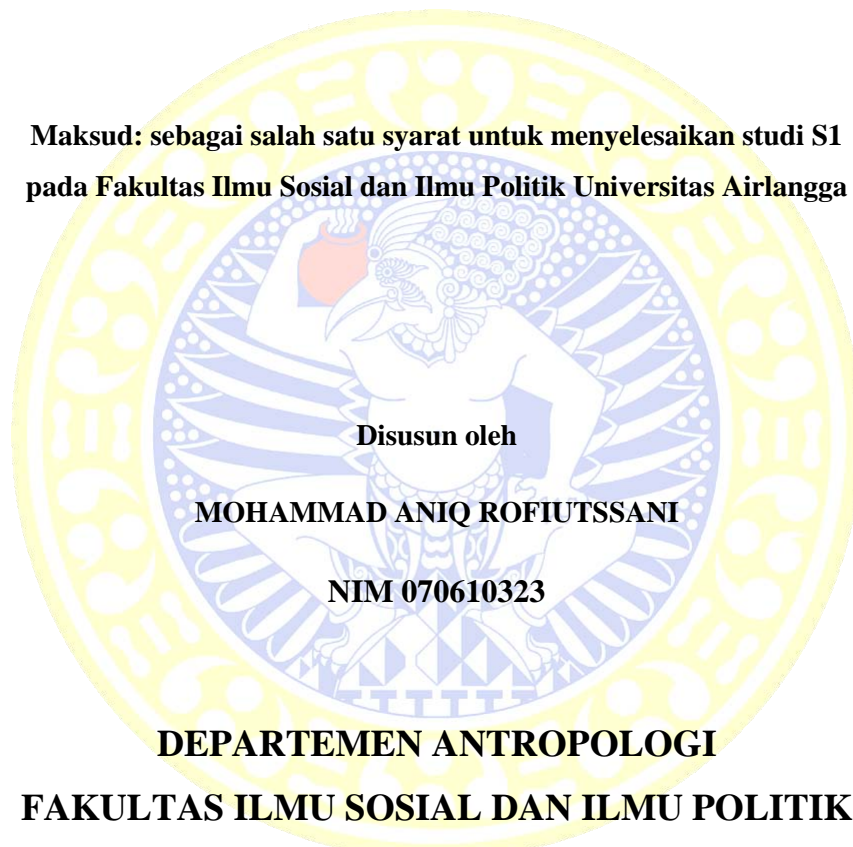 Maksud: sebagai salah satu syarat untuk menyelesaikan studi S1
pada Fakultas Ilmu Sosial dan Ilmu Politik Universitas Airlangga
Disusun oleh
MOHAMMAD ANIQ ROFIUTSSANI
NIM 070610323
DEPARTEMEN ANTROPOLOGI
FAKULTAS ILMU SOSIAL DAN ILMU POLITIK